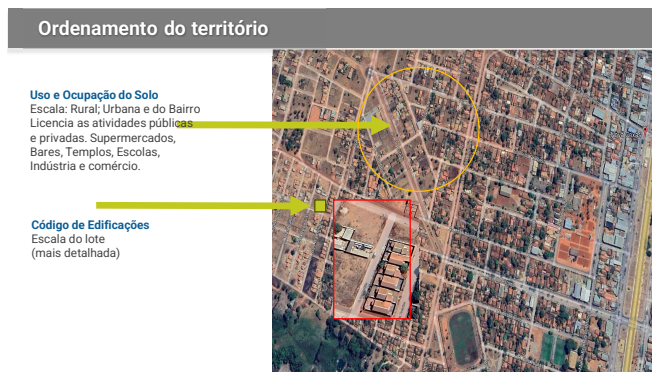 Ordenamento do território
Uso e Ocupação do Solo
Escala: Rural; Urbana e do Bairro
Licencia as atividades públicas
e privadas. Supermercados,
Bares, Templos, Escolas,
Indústria e comércio.
Código de Edificações
Escala do lote
(mais detalhada)